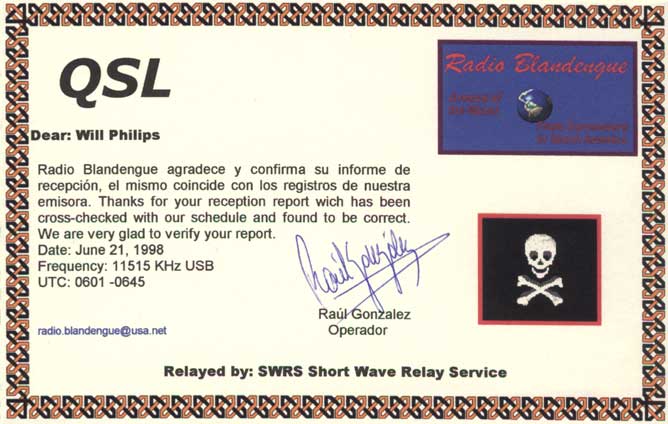 QSL
Radio Blandengue
Dear: Will Philips
Radio Blandengue agradece y confirma su informe de
recepción, el mismo coincide con los registros de nuestra
emisora. Thanks for your reception report wich has been
cross-checked with our schedule and found to be correct.
We are very glad to verify your report.
Date: June 21, 1998
Frequency: 11515 KHz USB
UTC: 0601 -0645
Raúl González
Raúl Gonzalez
Operador
radio.blandengue@usa.net
Relayed by: SWRS Short Wave Relay Service